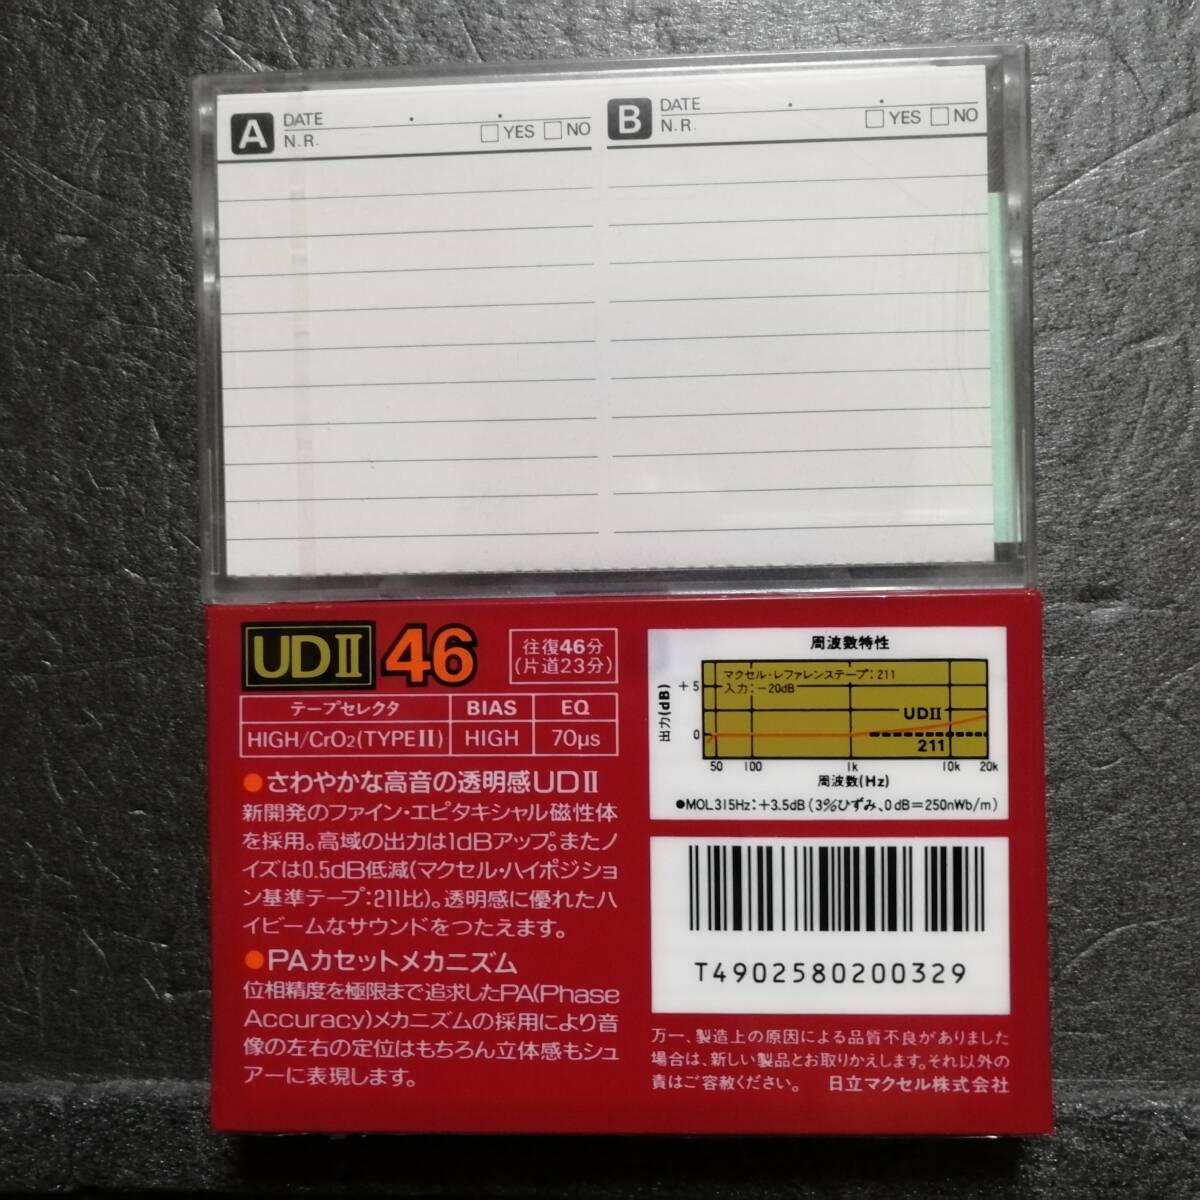 A DATE . .
N.R. □YES □NO
B DATE . .
N.R. □YES □NO
UDII 46
往復46分
(片道23分)
テープセレクタ BIAS EQ
HIGH/CrO2(TYPEII) HIGH 70μs
●さわやかな高音の透明感UDII
新開発のファイン・エピタキシャル磁性体
を採用。高域の出力は1dBアップ。またノ
イズは0.5dB低減(マクセル・ハイポジショ
ン基準テープ:211比)。透明感に優れたハ
イビームなサウンドをつたえます。
●PAカセットメカニズム
位相精度を極限まで追求したPA(Phase
Accuracy)メカニズムの採用により音
像の左右の定位はもちろん立体感もシュ
アーに表現します。
周波数特性
マクセル・レファレンステープ:211
入力:−20dB
出力(dB)
+5
0
UDII
211
50 100 1k 10k 20k
周波数(Hz)
●MOL315Hz:+3.5dB(3%ひずみ、0dB=250nWb/m)
T4902580200329
万一、製造上の原因による品質不良がありました
場合は、新しい製品とお取りかえします。それ以外の
責はご容赦ください。 日立マクセル株式会社